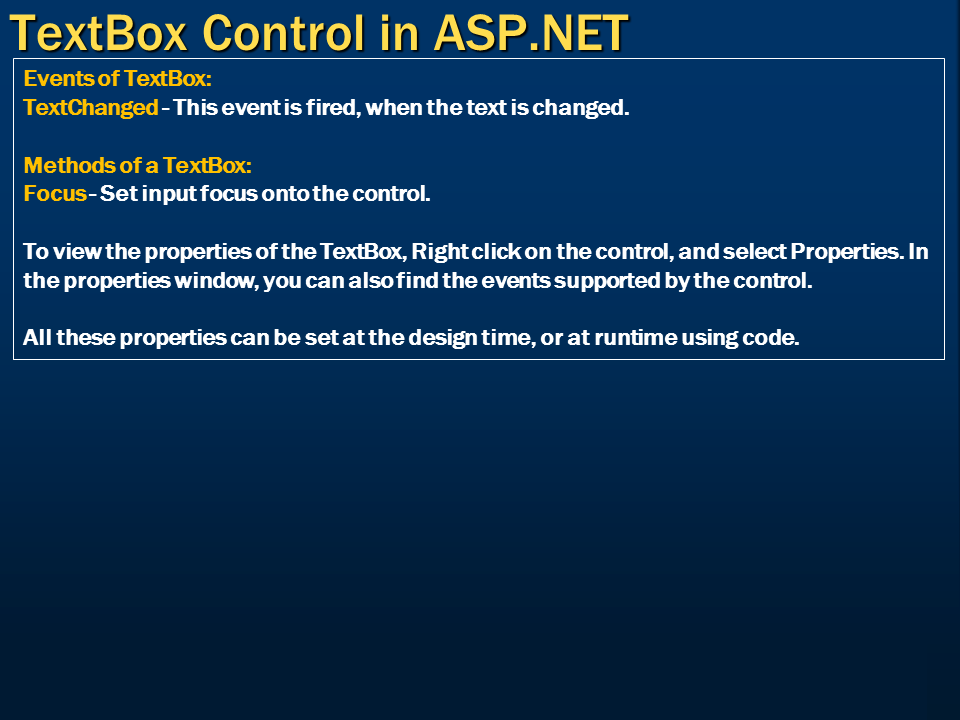 TextBox Control in ASP.NET
Events of TextBox:
TextChanged - This event is fired, when the text is changed.
Methods of a TextBox:
Focus - Set input focus onto the control.
To view the properties of the TextBox, Right click on the control, and select Properties. In
the properties window, you can also find the events supported by the control.
All these properties can be set at the design time, or at runtime using code.